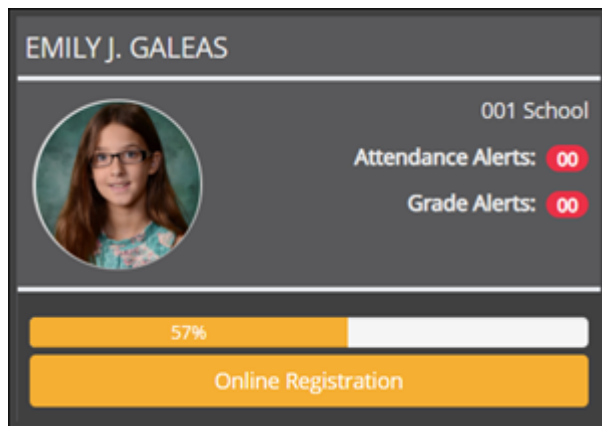 EMILY J. GALEAS
001 School
Attendance Alerts: 00
Grade Alerts: 00
57%
Online Registration